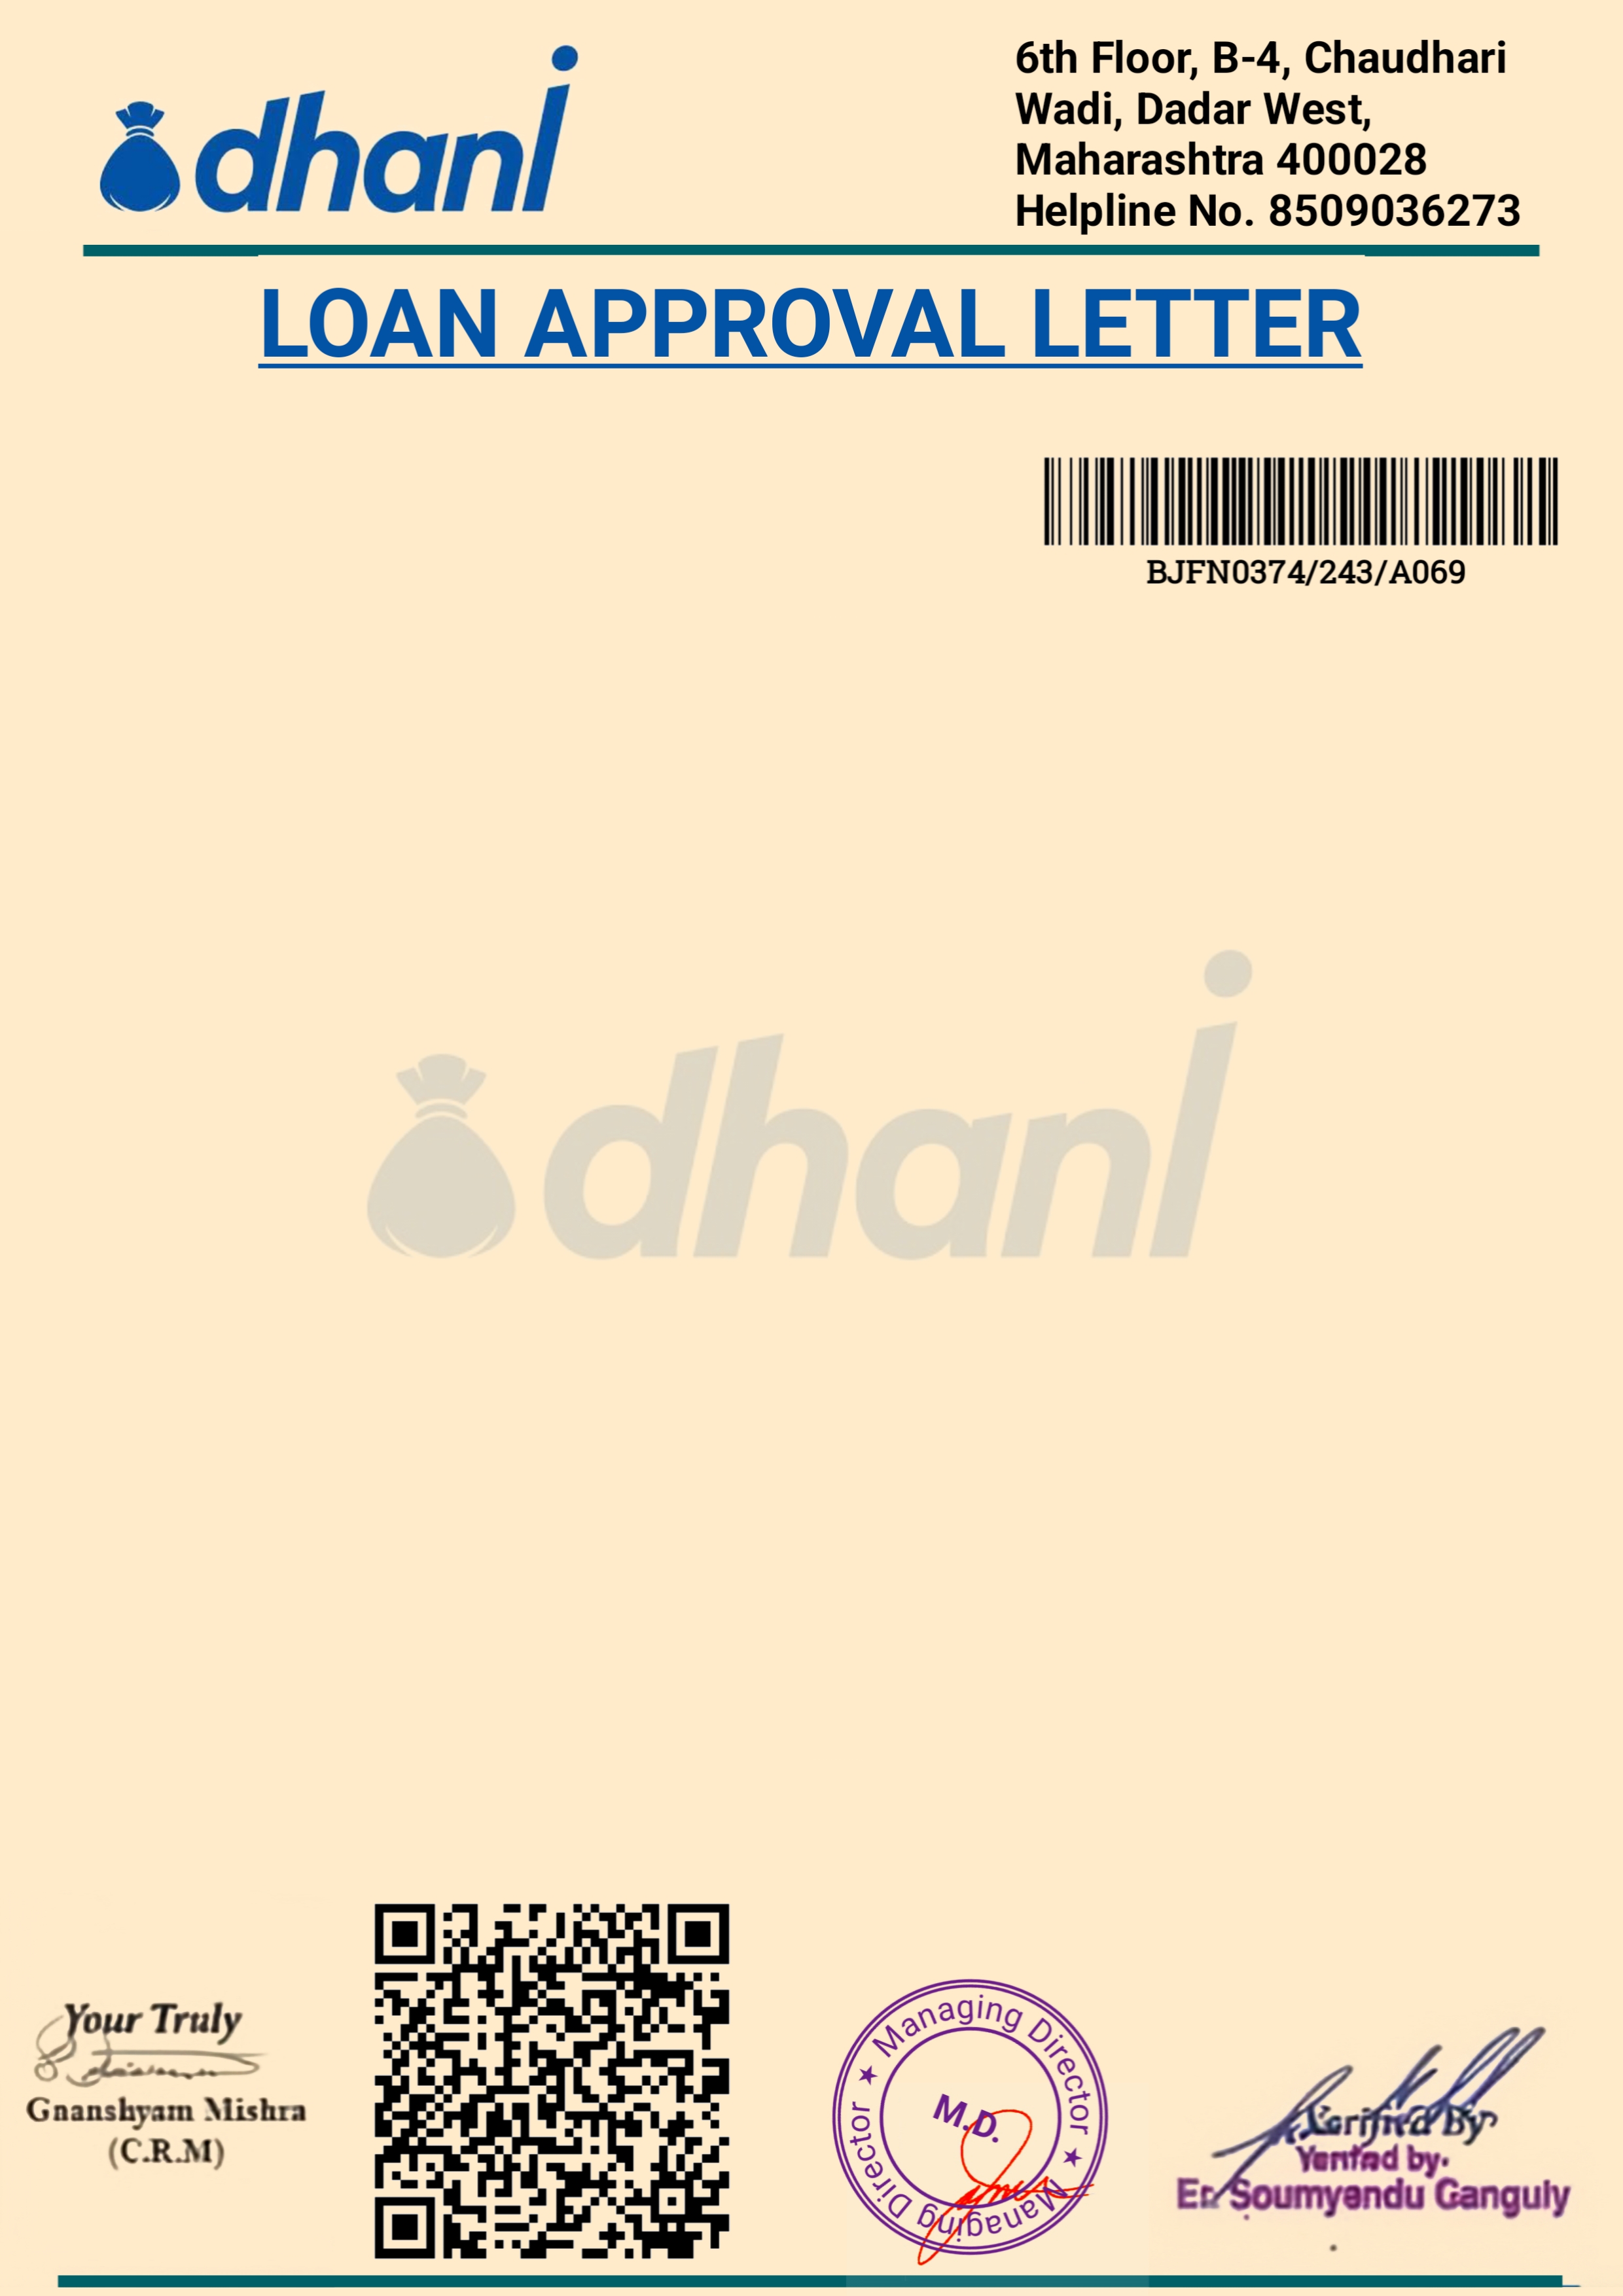 dhani
6th Floor, B-4, Chaudhari
Wadi, Dadar West,
Maharashtra 400028
Helpline No. 8509036273
LOAN APPROVAL LETTER
BJFN0374/243/A069
dhani
Your Truly
Gnanshyam Mishra
(C.R.M)
★ Managing Director ★ Managing Director
M.D.
Verified By
Verified by-
Er. Soumyendu Ganguly